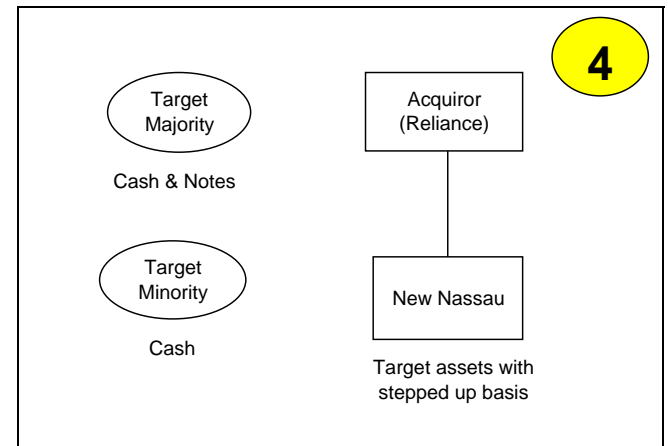 4
Target
Majority
Acquiror
(Reliance)
Cash & Notes
Target
Minority
New Nassau
Cash
Target assets with
stepped up basis